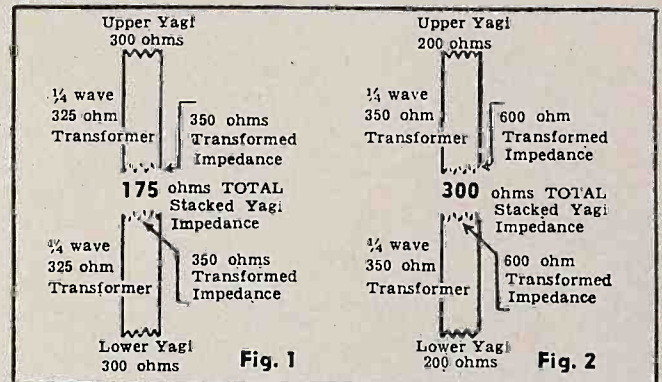 Upper Yagi
300 ohms
¼ wave
325 ohm
Transformer
350 ohms
Transformed
Impedance
175 ohms TOTAL
Stacked Yagi
Impedance
¼ wave
325 ohm
Transformer
350 ohms
Transformed
Impedance
Lower Yagi
300 ohms
Fig. 1
Upper Yagi
200 ohms
¼ wave
350 ohm
Transformer
600 ohm
Transformed
Impedance
300 ohms TOTAL
Stacked Yagi
Impedance
¼ wave
350 ohm
Transformer
600 ohm
Transformed
Impedance
Lower Yagi
200 ohms
Fig. 2